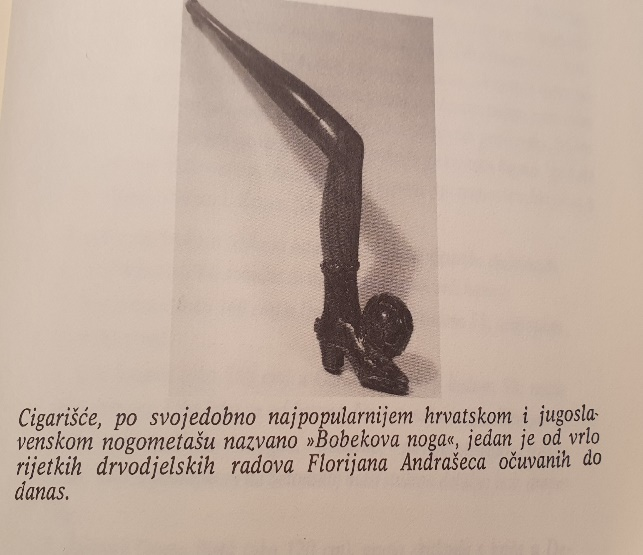 Cigarišće, po svojedobno najpopularnijem hrvatskom i jugosla-
venskom nogometašu nazvano »Bobekova noga«, jedan je od vrlo
rijetkih drvodjelskih radova Florijana Andrašeca očuvanih do
danas.